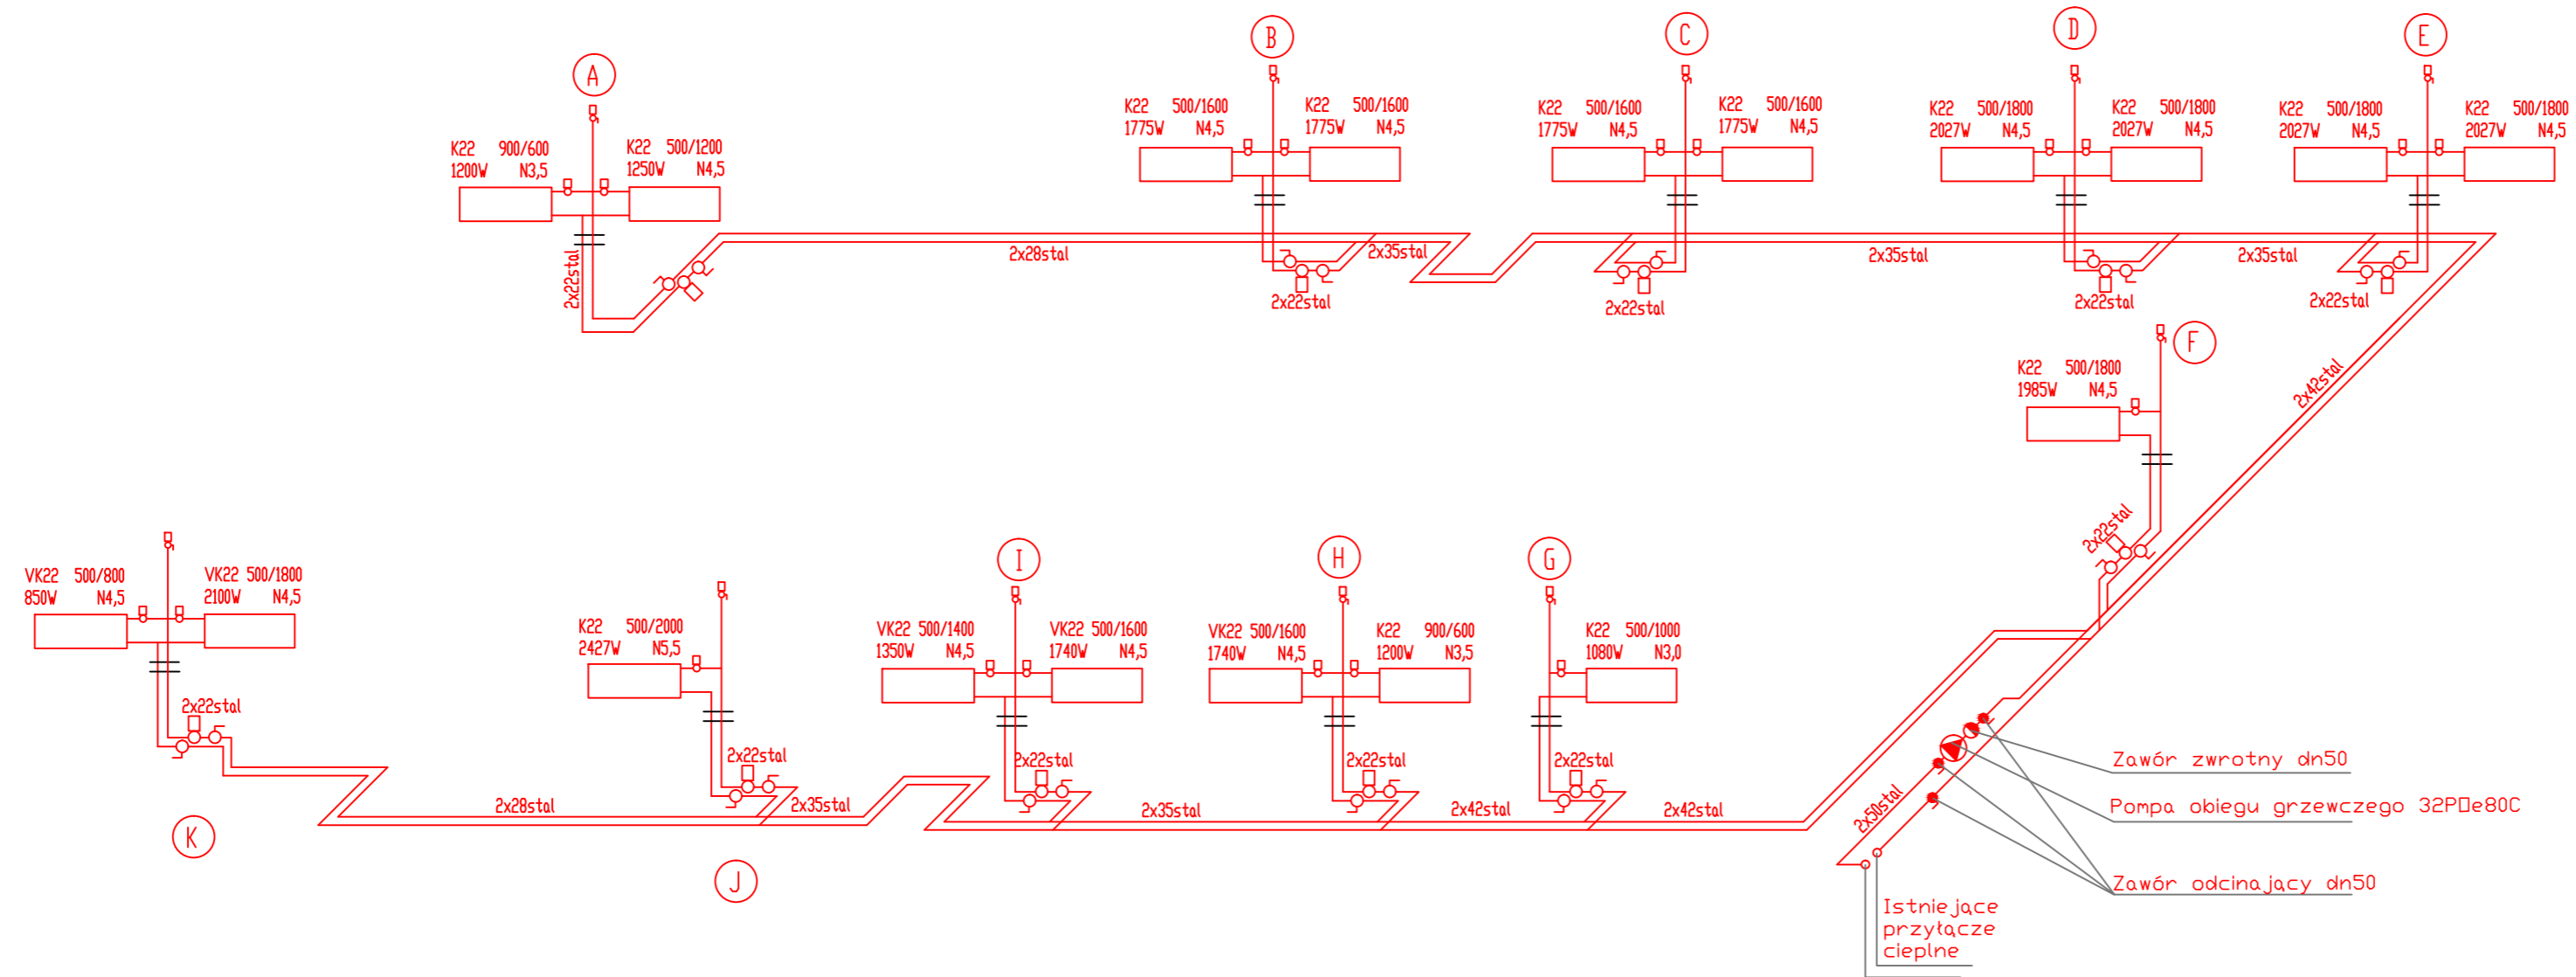 A
B
C
D
E
K22 900/600
1200W N3,5
K22 500/1200
1250W N4,5
K22 500/1600
1775W N4,5
K22 500/1600
1775W N4,5
K22 500/1600
1775W N4,5
K22 500/1600
1775W N4,5
K22 500/1800
2027W N4,5
K22 500/1800
2027W N4,5
K22 500/1800
2027W N4,5
K22 500/1800
2027W N4,5
2x22stal
2x28stal
2x35stal
2x35stal
2x35stal
2x22stal
2x22stal
2x22stal
2x22stal
F
K22 500/1800
1985W N4,5
2x42stal
2x22stal
I
H
G
VK22 500/800
850W N4,5
VK22 500/1800
2100W N4,5
K22 500/2000
2427W N5,5
VK22 500/1400
1350W N4,5
VK22 500/1600
1740W N4,5
VK22 500/1600
1740W N4,5
K22 900/600
1200W N3,5
K22 500/1000
1080W N3,0
2x22stal
2x22stal
2x22stal
2x22stal
2x22stal
2x28stal
2x35stal
2x35stal
2x42stal
2x42stal
2x50stal
K
J
Zawór zwrotny dn50
Pompa obiegu grzewczego 32P□e80C
Zawór odcinający dn50
Istniejące
przyłącze
cieplne